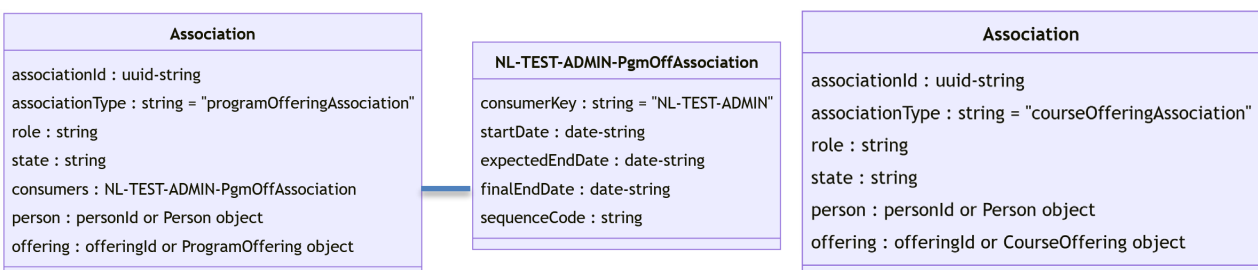 Association
associationId : uuid-string
associationType : string = "programOfferingAssociation"
role : string
state : string
consumers : NL-TEST-ADMIN-PgmOffAssociation
person : personId or Person object
offering : offeringId or ProgramOffering object
NL-TEST-ADMIN-PgmOffAssociation
consumerKey : string = "NL-TEST-ADMIN"
startDate : date-string
expectedEndDate : date-string
finalEndDate : date-string
sequenceCode : string
Association
associationId : uuid-string
associationType : string = "courseOfferingAssociation"
role : string
state : string
person : personId or Person object
offering : offeringId or CourseOffering object